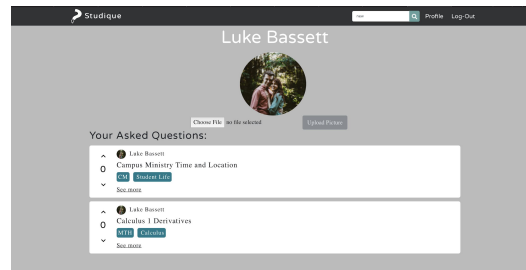 Studique
new
Profile
Log-Out
Luke Bassett
Choose File no file selected
Upload Picture
Your Asked Questions:
Luke Bassett
0
Campus Ministry Time and Location
CM Student Life
See more
Luke Bassett
0
Calculus 1 Derivatives
MTH Calculus
See more